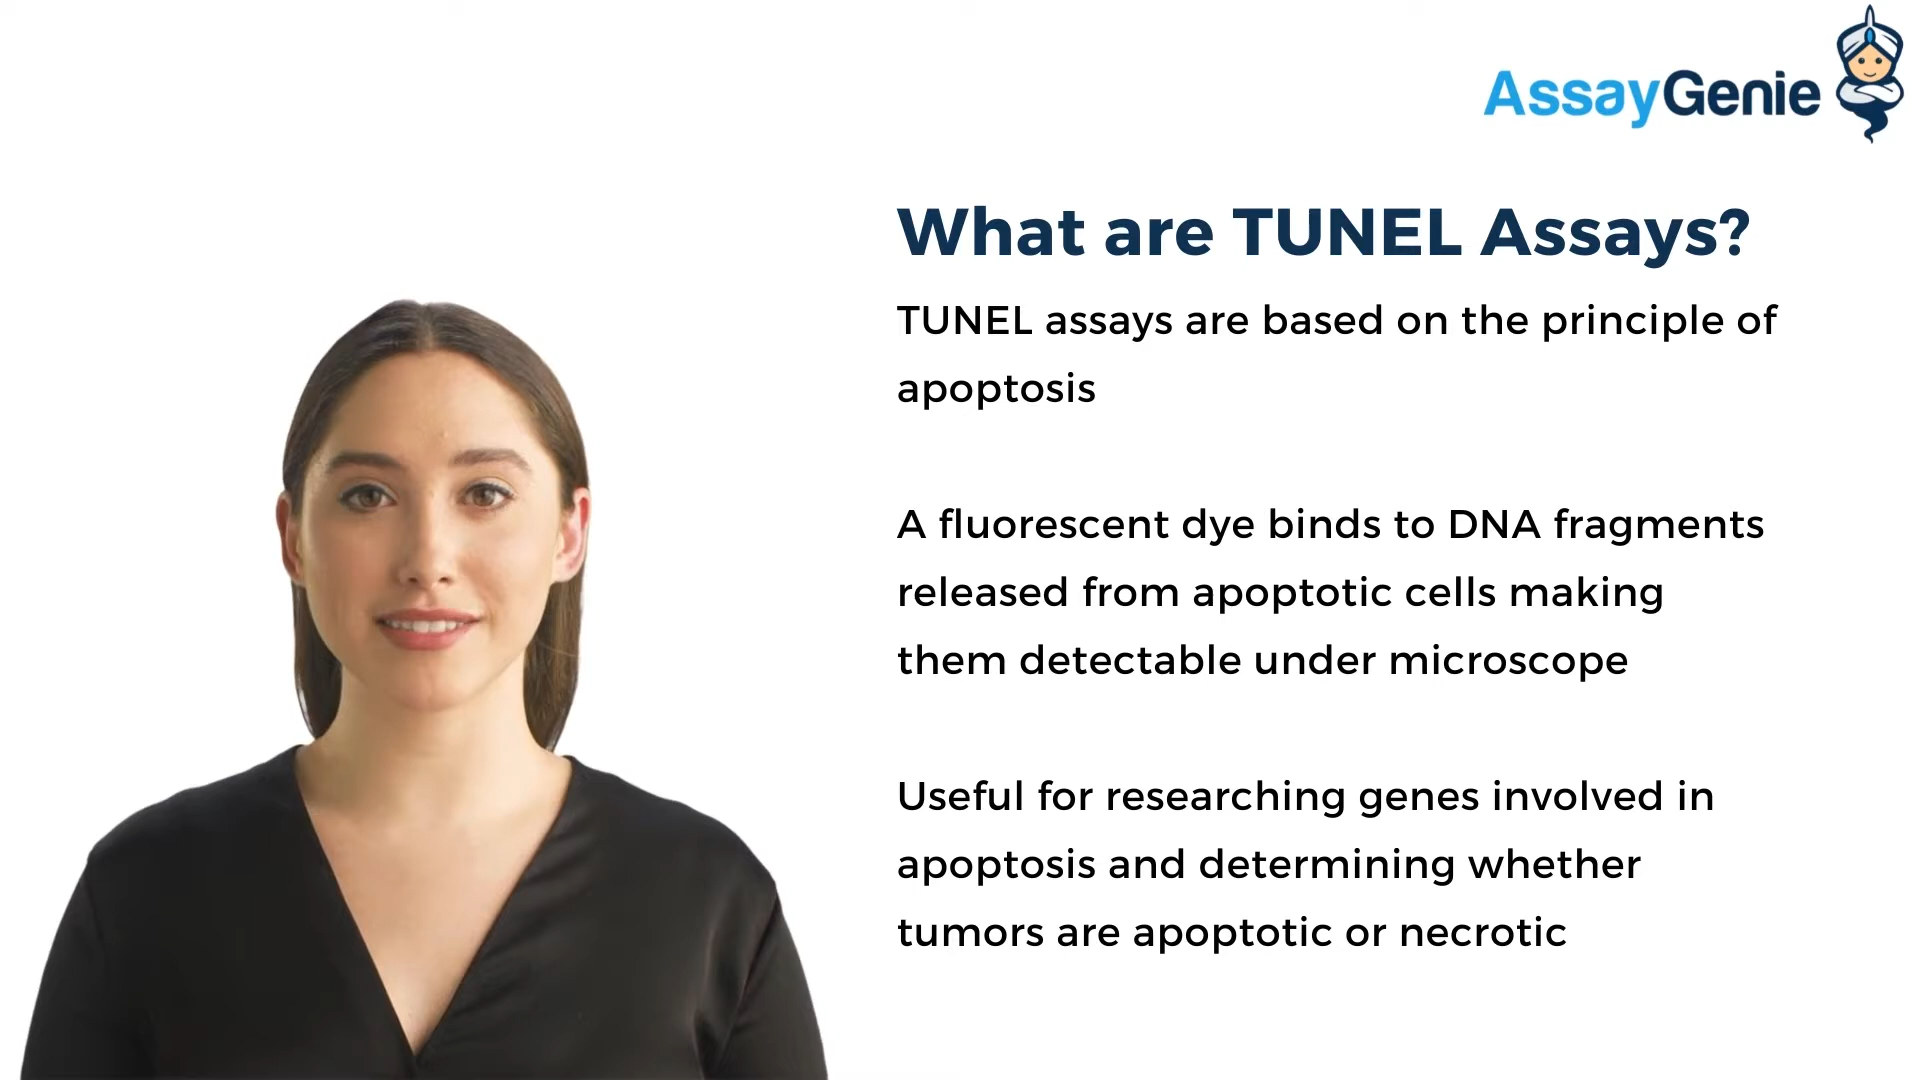 AssayGenie
What are TUNEL Assays?
TUNEL assays are based on the principle of
apoptosis
A fluorescent dye binds to DNA fragments
released from apoptotic cells making
them detectable under microscope
Useful for researching genes involved in
apoptosis and determining whether
tumors are apoptotic or necrotic